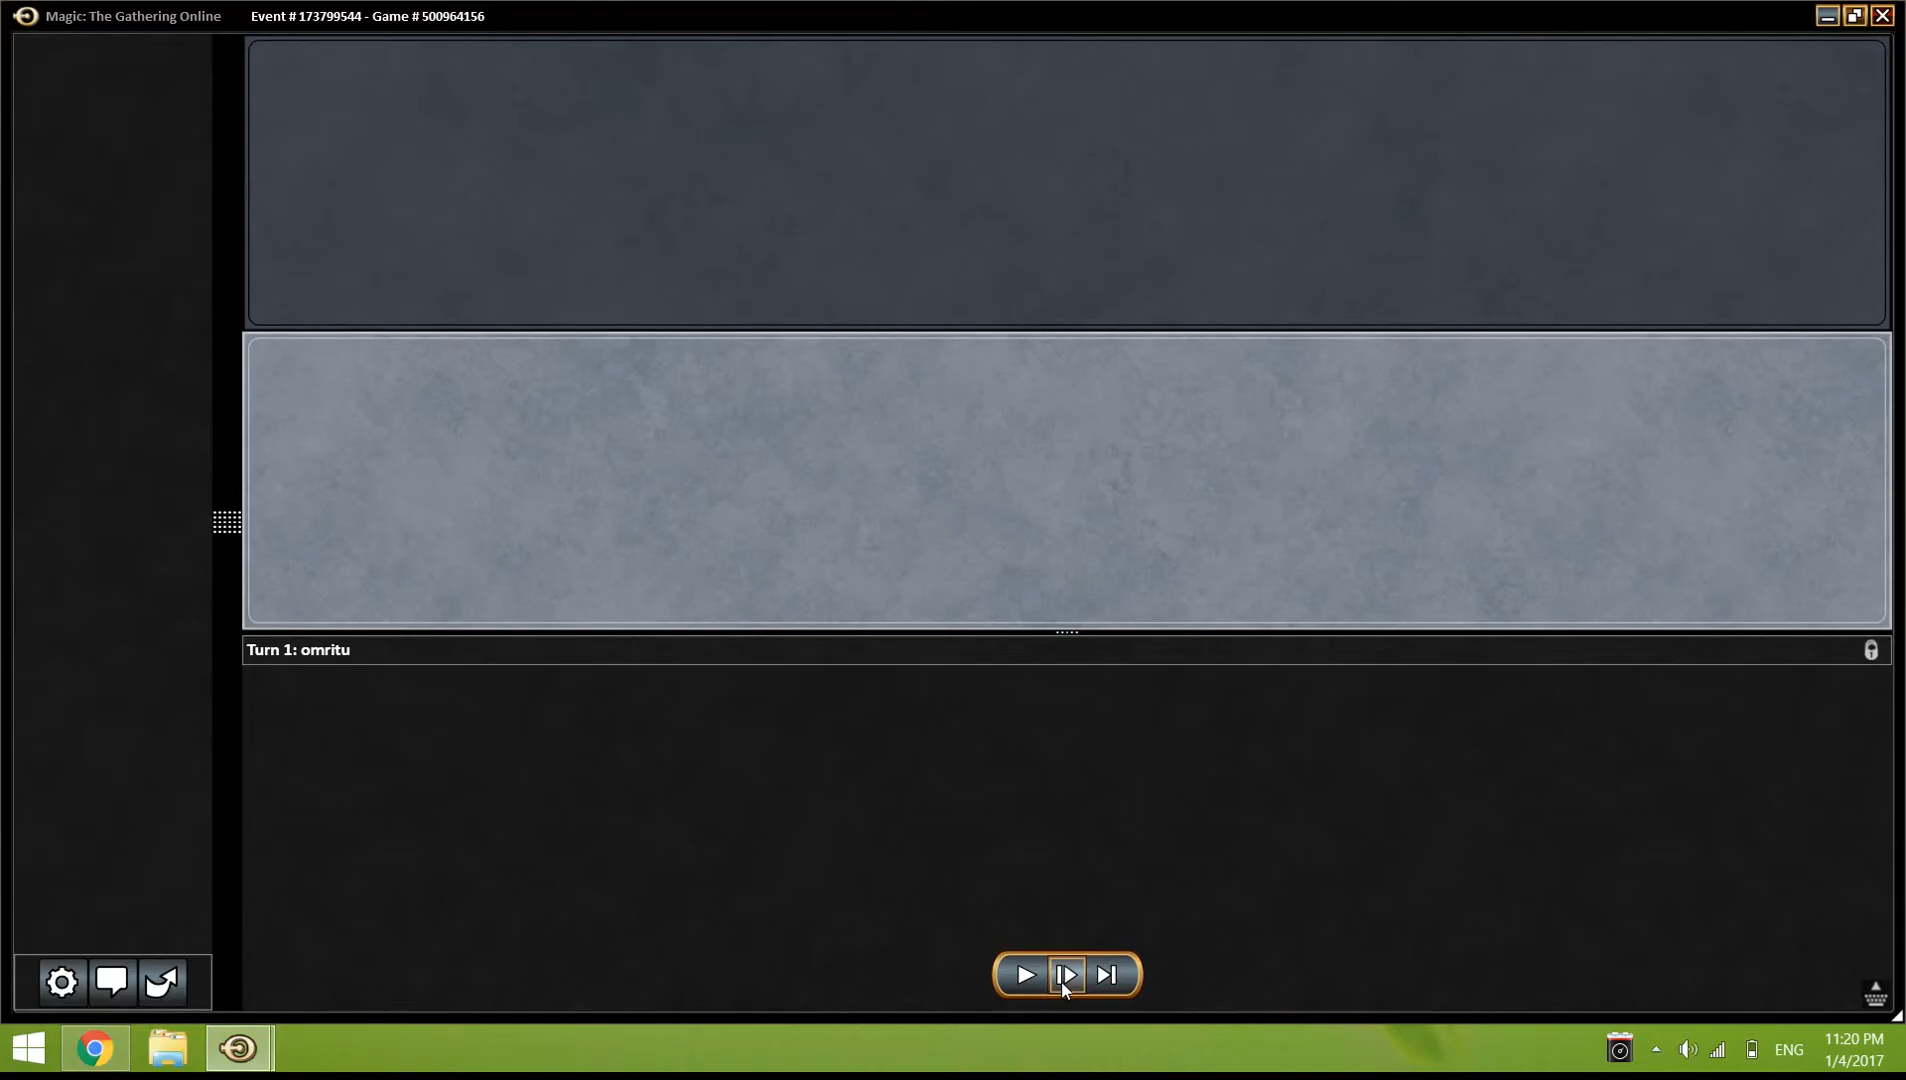 Magic: The Gathering Online
Event # 173799544 - Game # 500964156
Turn 1: omritu
ENG
11:20 PM
1/4/2017